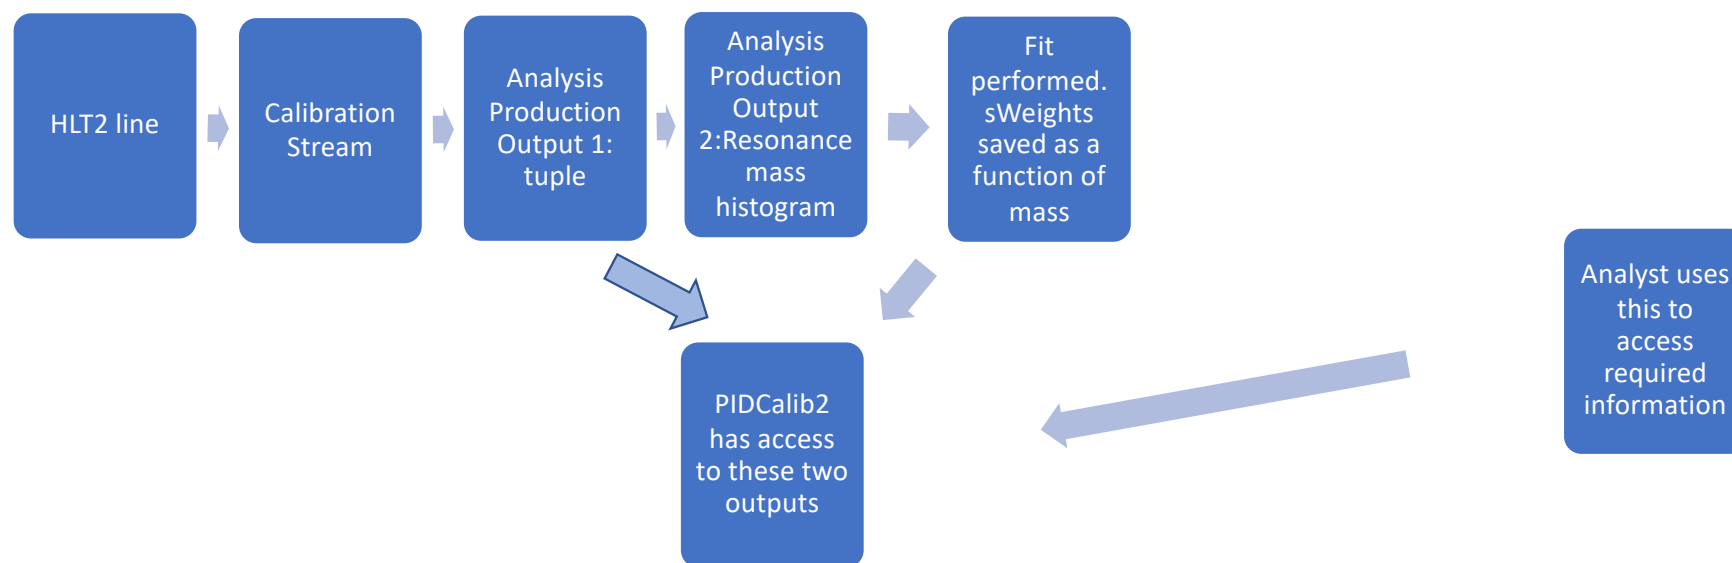 HLT2 line
Calibration
Stream
Analysis
Production
Output 1:
tuple
Analysis
Production
Output
2:Resonance
mass
histogram
Fit
performed.
sWeights
saved as a
function of
mass
PIDCalib2
has access
to these two
outputs
Analyst uses
this to
access
required
information